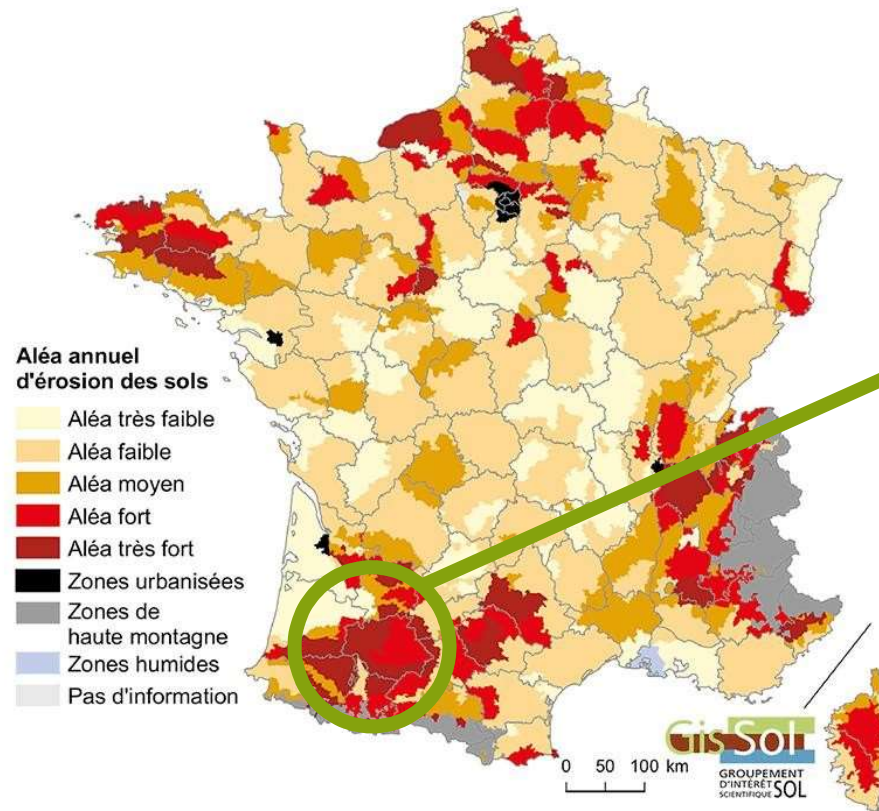 Aléa annuel
d'érosion des sols
Aléa très faible
Aléa faible
Aléa moyen
Aléa fort
Aléa très fort
Zones urbanisées
Zones de
haute montagne
Zones humides
Pas d'information
0 50 100 km
GisSol
GROUPEMENT
D'INTÉRÊT
SCIENTIFIQUE SOL